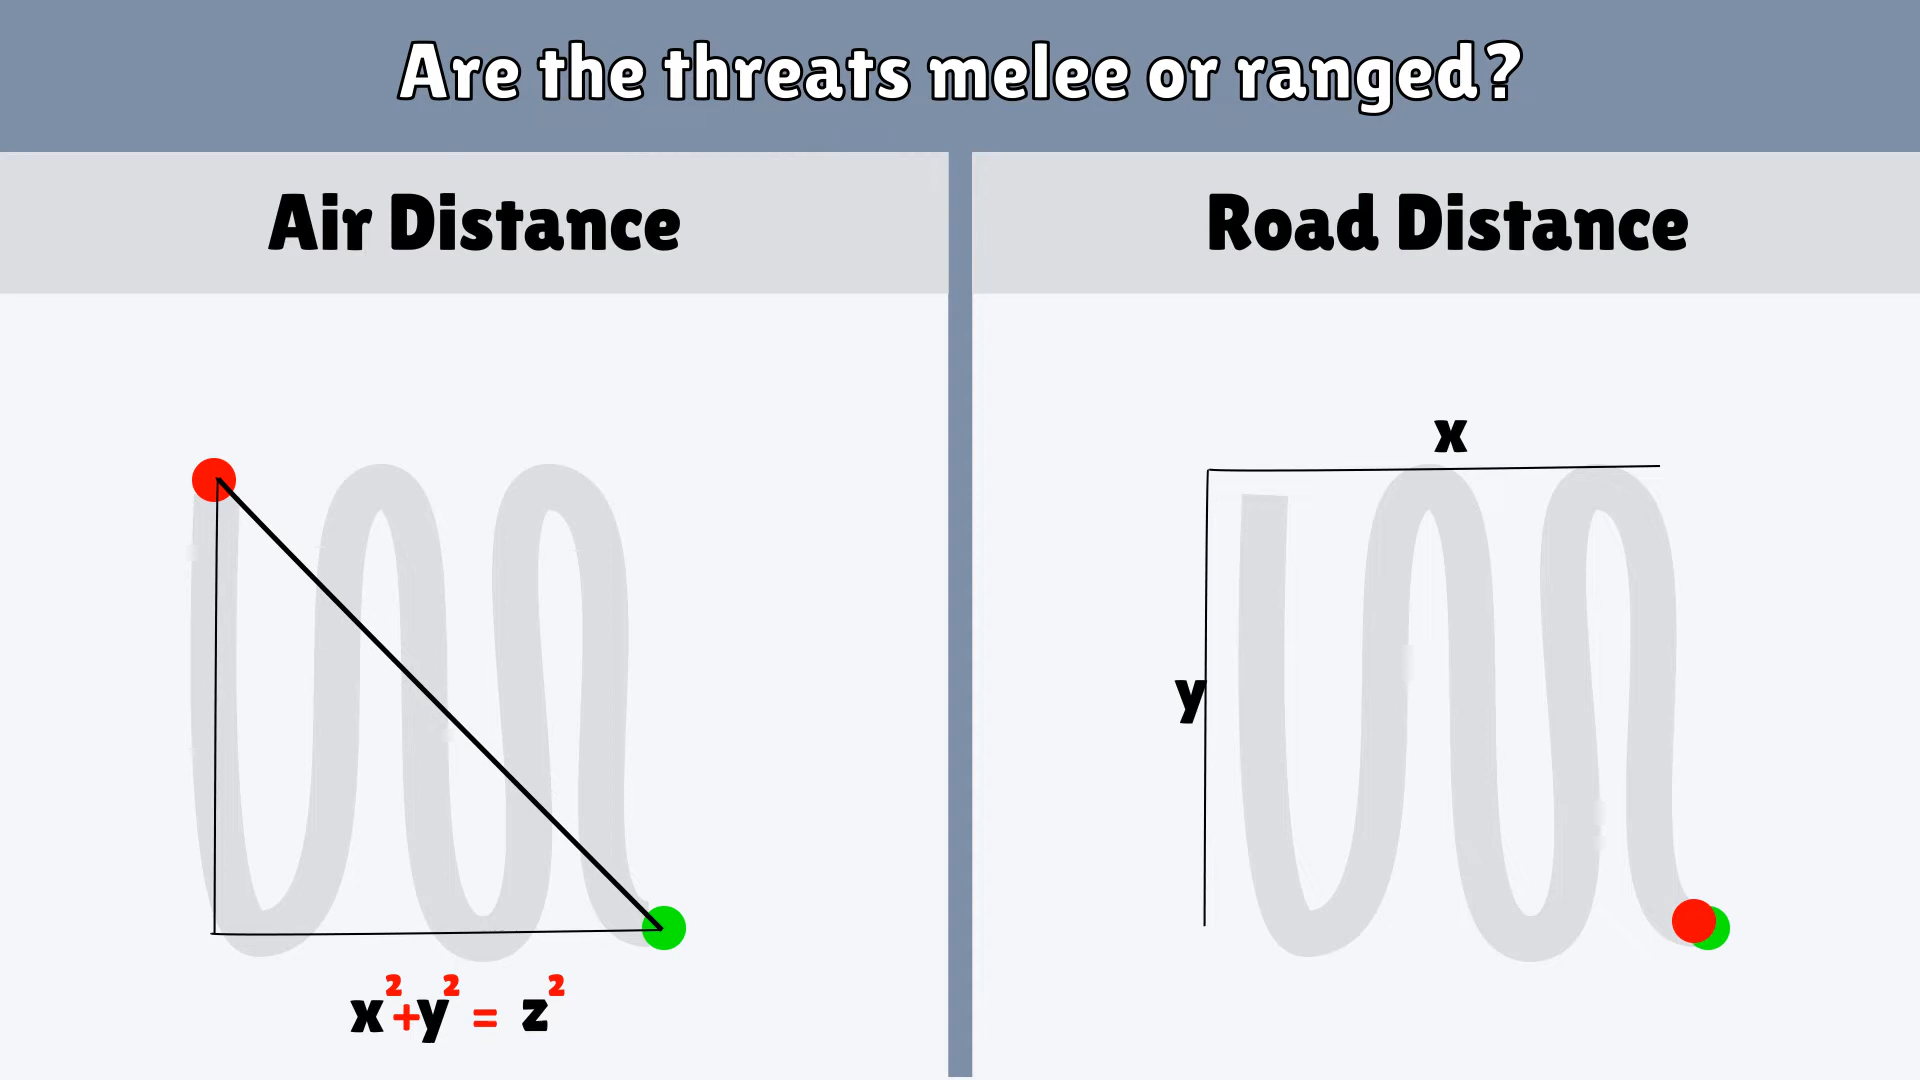 Are the threats melee or ranged?
Air Distance
x²+y² = z²
Road Distance
x
y